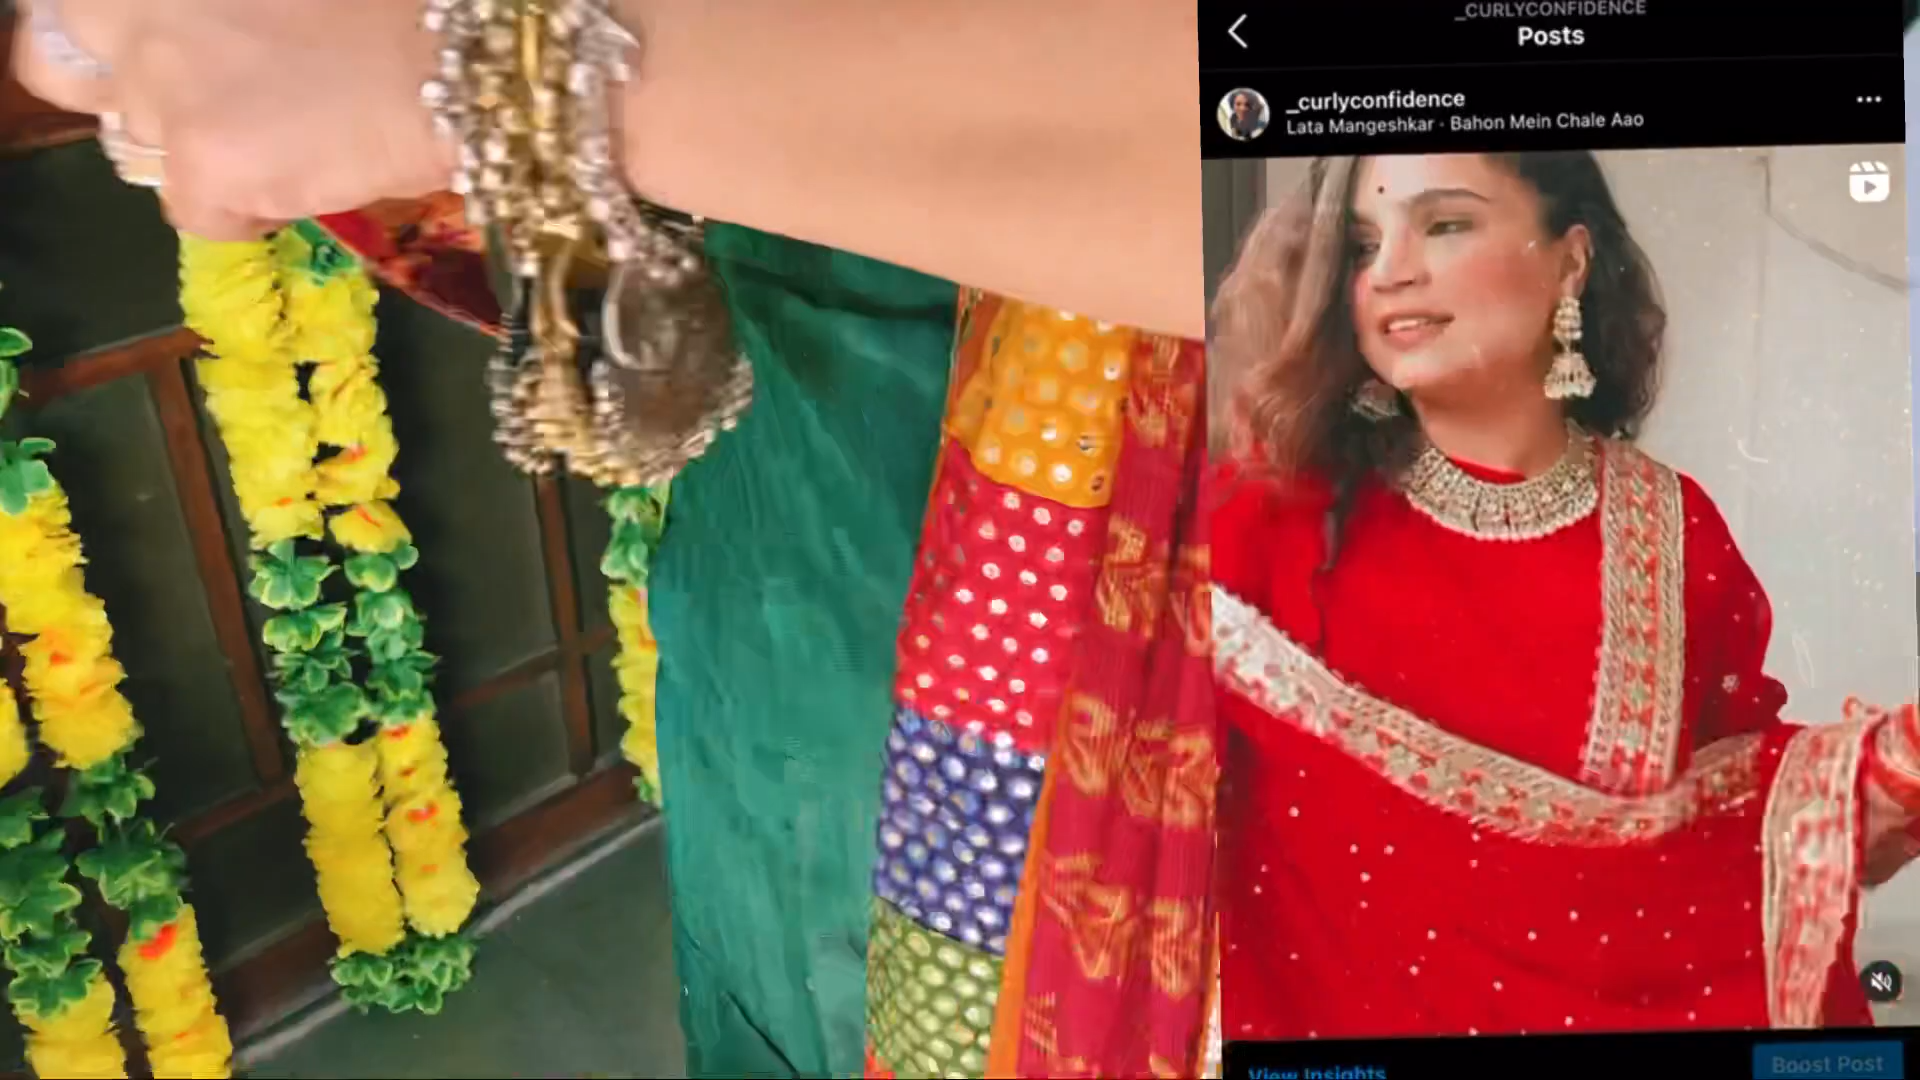 _CURLYCONFIDENCE
Posts
_curlyconfidence
Lata Mangeshkar · Bahon Mein Chale Aao
View Insights
Boost Post